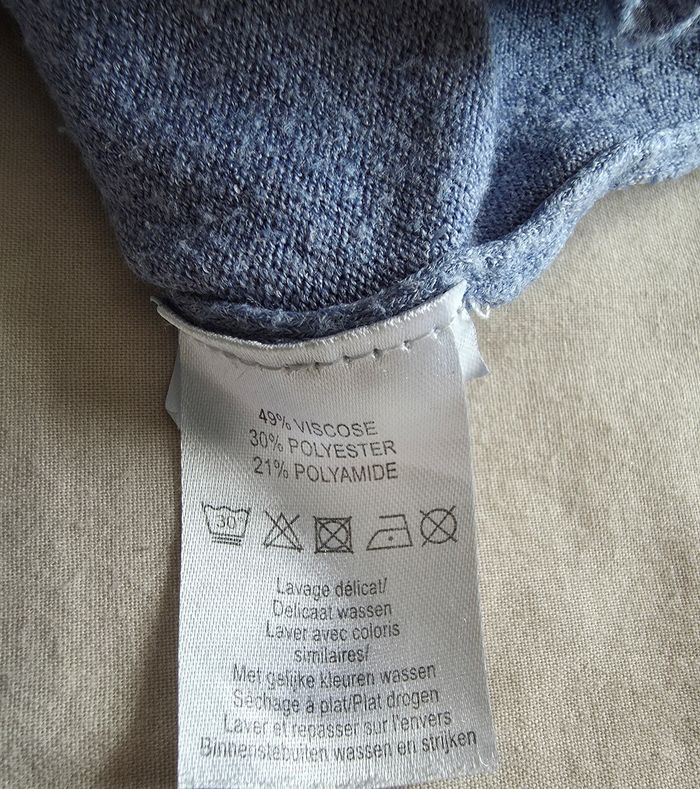 49% VISCOSE
30% POLYESTER
21% POLYAMIDE
30
Lavage délicat/
Delicaat wassen
Laver avec coloris
similaires/
Met gelijke kleuren wassen
Séchage à plat/Plat drogen
Laver et repasser sur l'envers
Binnenstebuiten wassen en strijken